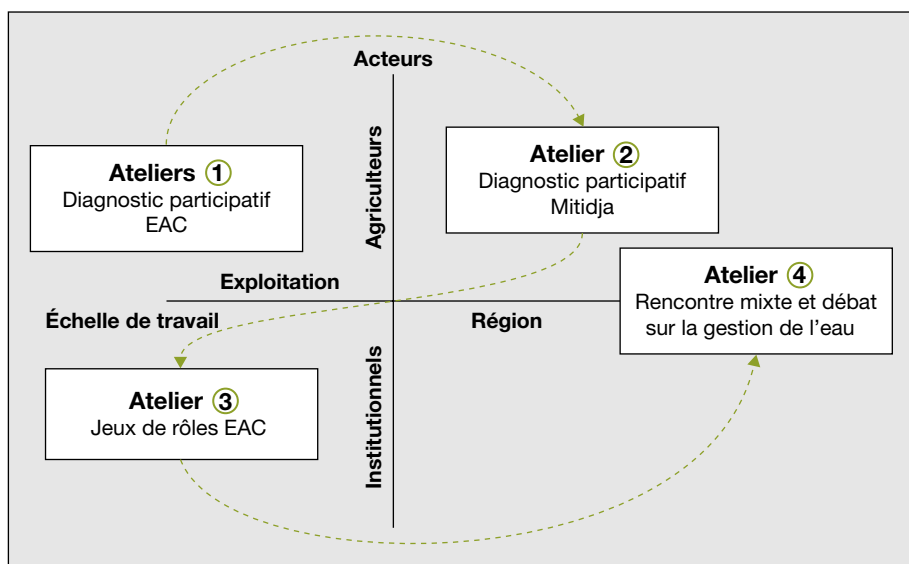 Acteurs
Ateliers 1
Diagnostic participatif
EAC
Agriculteurs
Atelier 2
Diagnostic participatif
Mitidja
Exploitation
Échelle de travail
Région
Atelier 4
Rencontre mixte et débat
sur la gestion de l’eau
Atelier 3
Jeux de rôles EAC
Institutionnels